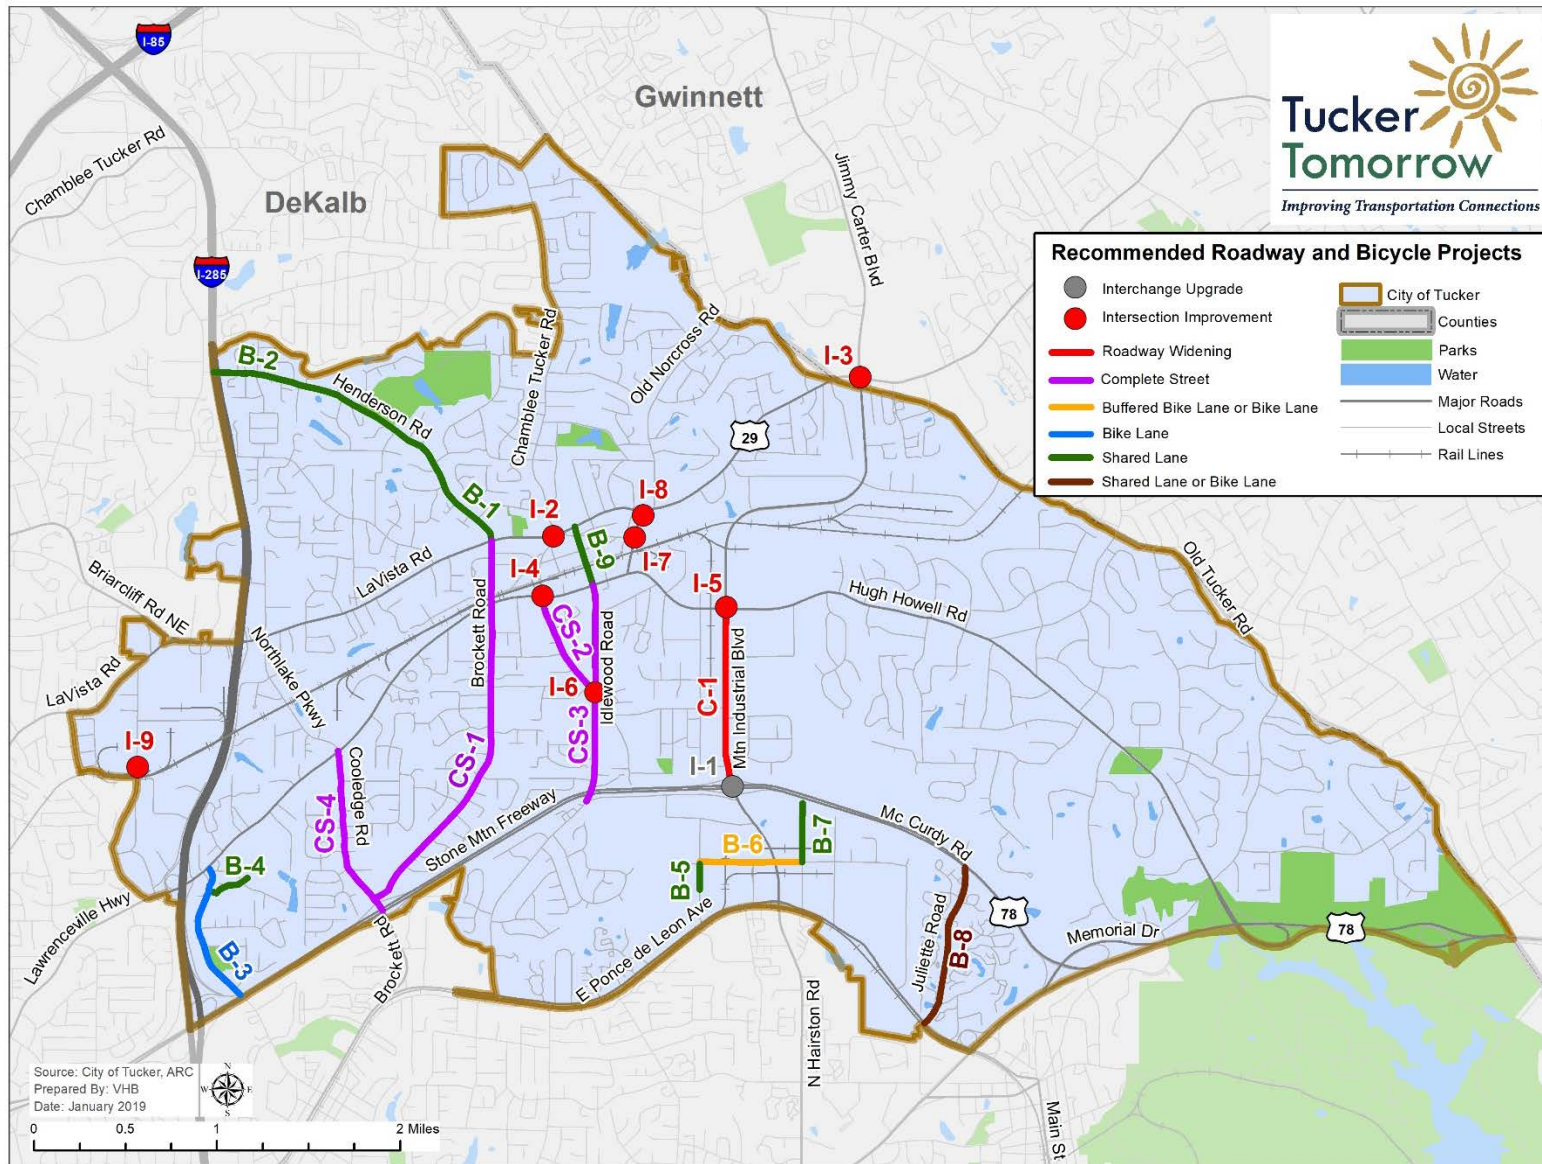 I-85
Gwinnett
Tucker
Tomorrow
Improving Transportation Connections
Chamblee Tucker Rd
DeKalb
Jimmy Carter Blvd
I-285
Recommended Roadway and Bicycle Projects
Interchange Upgrade
Intersection Improvement
Roadway Widening
Complete Street
Buffered Bike Lane or Bike Lane
Bike Lane
Shared Lane
Shared Lane or Bike Lane
City of Tucker
Counties
Parks
Water
Major Roads
Local Streets
Rail Lines
B-2
Henderson Rd
Chamblee Tucker Rd
Old Norcross Rd
I-3
29
B-1
I-2
I-8
B-9
I-7
LaVista Rd
I-4
I-5
Briarcliff Rd NE
Brockett Road
CS-2
Idlewood Road
Hugh Howell Rd
Old Tucker Rd
Northlake Pkwy
LaVista Rd
I-6
C-1
Mtn Industrial Blvd
I-9
CS-1
CS-3
I-1
Cooledge Rd
CS-4
Stone Mtn Freeway
Mc Curdy Rd
B-7
B-6
B-5
B-4
Lawrenceville Hwy
B-3
Brockett Rd
E Ponce de Leon Ave
Juliette Road
B-8
78
Memorial Dr
78
N Hairston Rd
Main St
Source: City of Tucker, ARC
Prepared By: VHB
Date: January 2019
N
W
E
S
0 0.5 1 2 Miles